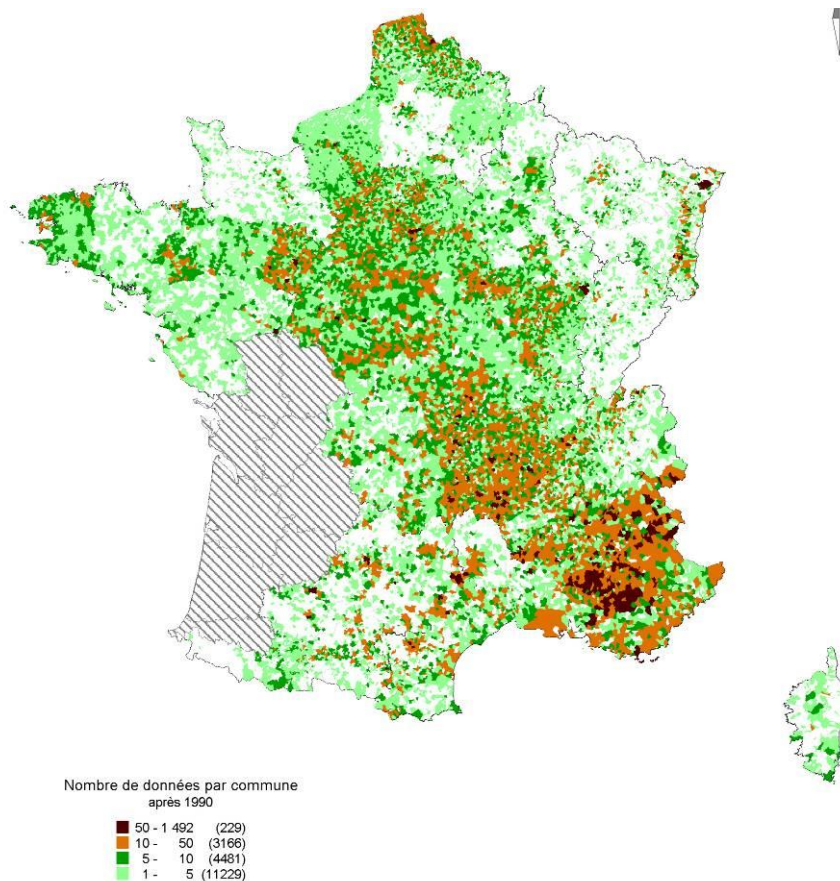 Nombre de données par commune
après 1990
50 - 1 492 (229)
10 - 50 (3166)
5 - 10 (4481)
1 - 5 (11229)